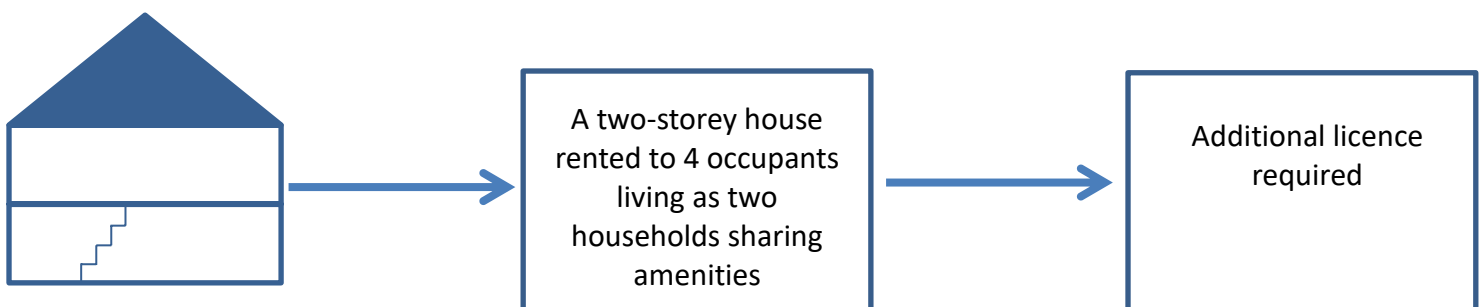 A two-storey house
rented to 4 occupants
living as two
households sharing
amenities
Additional licence
required